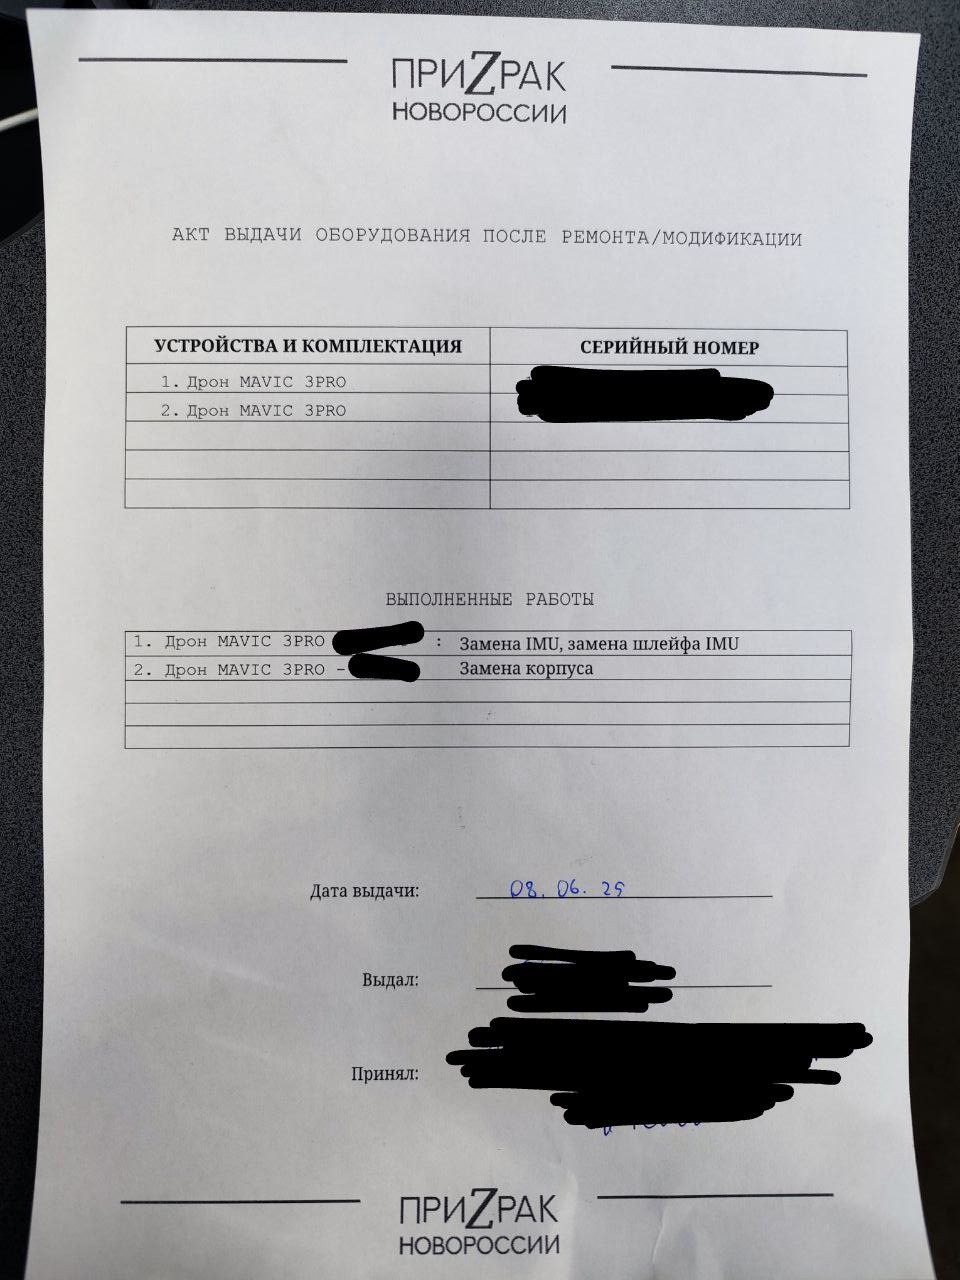 ПРИZРАК
НОВОРОССИИ
АКТ ВЫДАЧИ ОБОРУДОВАНИЯ ПОСЛЕ РЕМОНТА/МОДИФИКАЦИИ
УСТРОЙСТВА И КОМПЛЕКТАЦИЯ СЕРИЙНЫЙ НОМЕР
1. Дрон MAVIC 3PRO
2. Дрон MAVIC 3PRO
ВЫПОЛНЕННЫЕ РАБОТЫ
1. Дрон MAVIC 3PRO : Замена IMU, замена шлейфа IMU
2. Дрон MAVIC 3PRO – Замена корпуса
Дата выдачи: 08.06.25
Выдал:
Принял:
ПРИZРАК
НОВОРОССИИ